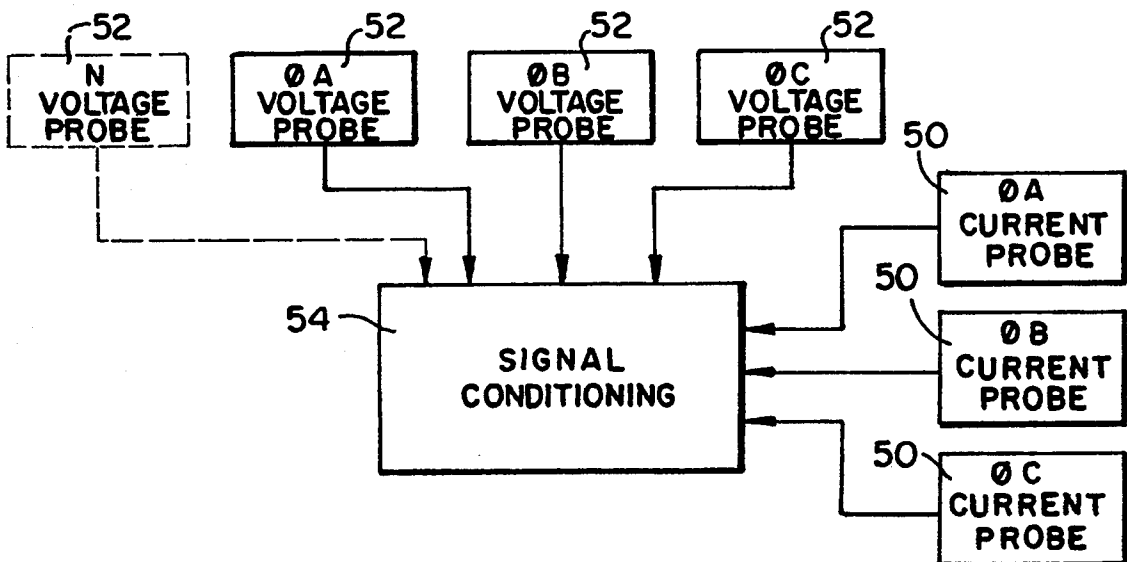 52
52
52
52
N
VOLTAGE
PROBE
ØA
VOLTAGE
PROBE
ØB
VOLTAGE
PROBE
ØC
VOLTAGE
PROBE
50
ØA
CURRENT
PROBE
54
SIGNAL
CONDITIONING
50
ØB
CURRENT
PROBE
50
ØC
CURRENT
PROBE